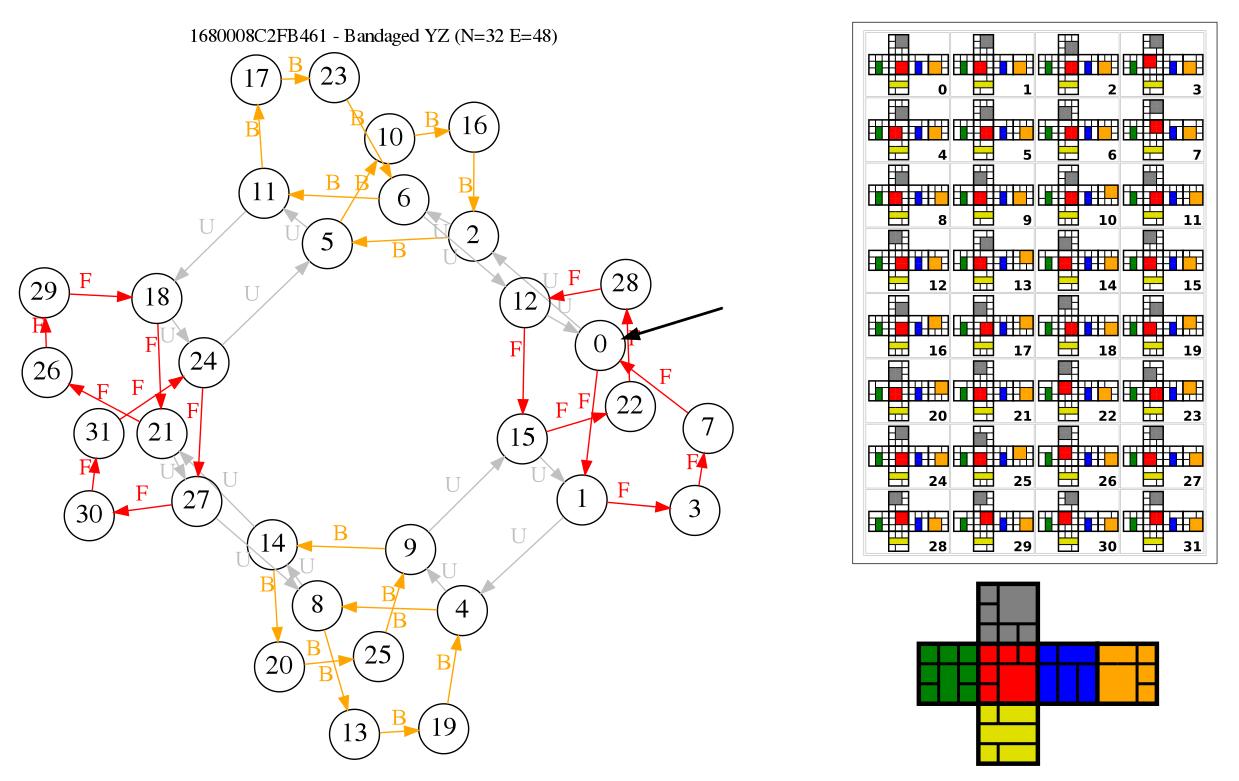 1680008C2FB461 - Bandaged YZ (N=32 E=48)
17
B
23
B
B
10
B
16
11
B
6
B
B
U
U
5
B
2
U
U
B
29
F
18
U
12
U
F
28
U
0
F
F
U
24
F
26
F
F
F
F
22
F
31
F
21
F
15
F
7
F
U
U
U
U
30
F
27
1
F
3
14
B
9
U
U
U
B
8
B
B
4
U
20
B
B
25
B
13
B
19
0 1 2 3
4 5 6 7
8 9 10 11
12 13 14 15
16 17 18 19
20 21 22 23
24 25 26 27
28 29 30 31